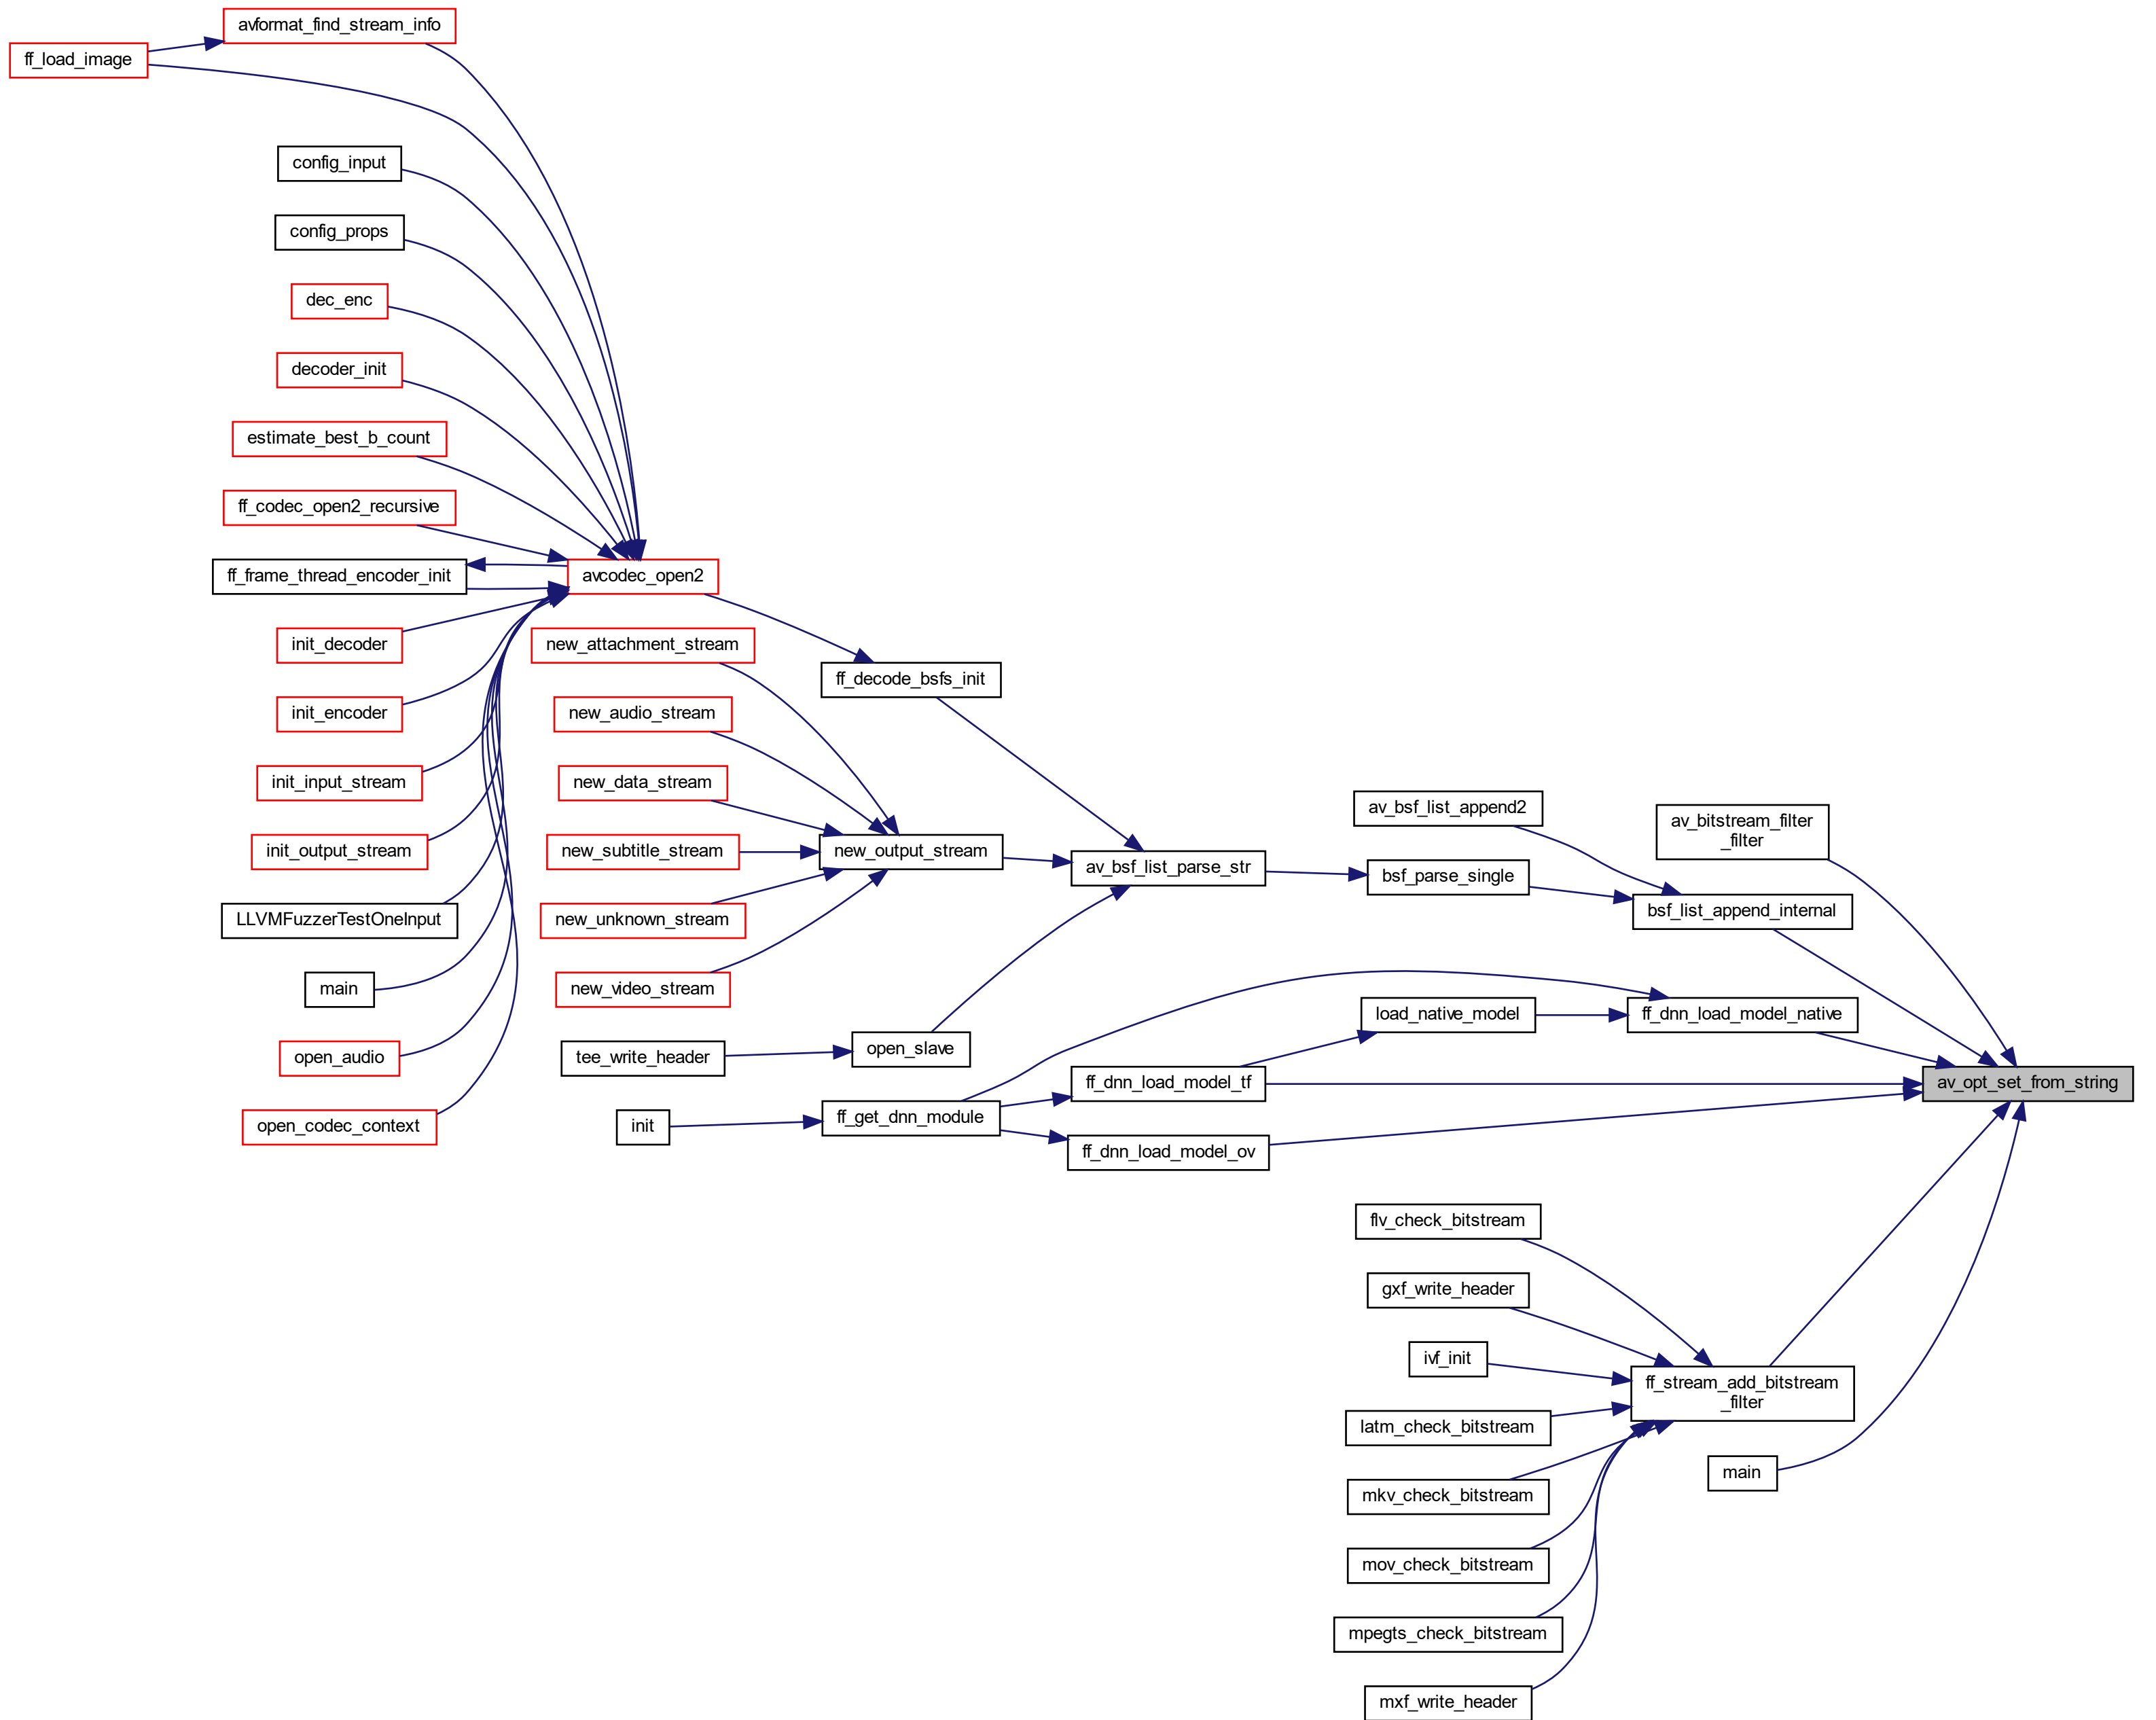 avformat_find_stream_info
ff_load_image
config_input
config_props
dec_enc
decoder_init
estimate_best_b_count
ff_codec_open2_recursive
ff_frame_thread_encoder_init
avcodec_open2
init_decoder
new_attachment_stream
ff_decode_bsfs_init
init_encoder
new_audio_stream
init_input_stream
new_data_stream
av_bsf_list_append2
av_bitstream_filter
_filter
init_output_stream
new_subtitle_stream
new_output_stream
av_bsf_list_parse_str
bsf_parse_single
bsf_list_append_internal
LLVMFuzzerTestOneInput
new_unknown_stream
main
new_video_stream
load_native_model
ff_dnn_load_model_native
open_audio
tee_write_header
open_slave
ff_dnn_load_model_tf
av_opt_set_from_string
open_codec_context
init
ff_get_dnn_module
ff_dnn_load_model_ov
flv_check_bitstream
gxf_write_header
ivf_init
ff_stream_add_bitstream
_filter
latm_check_bitstream
main
mkv_check_bitstream
mov_check_bitstream
mpegts_check_bitstream
mxf_write_header